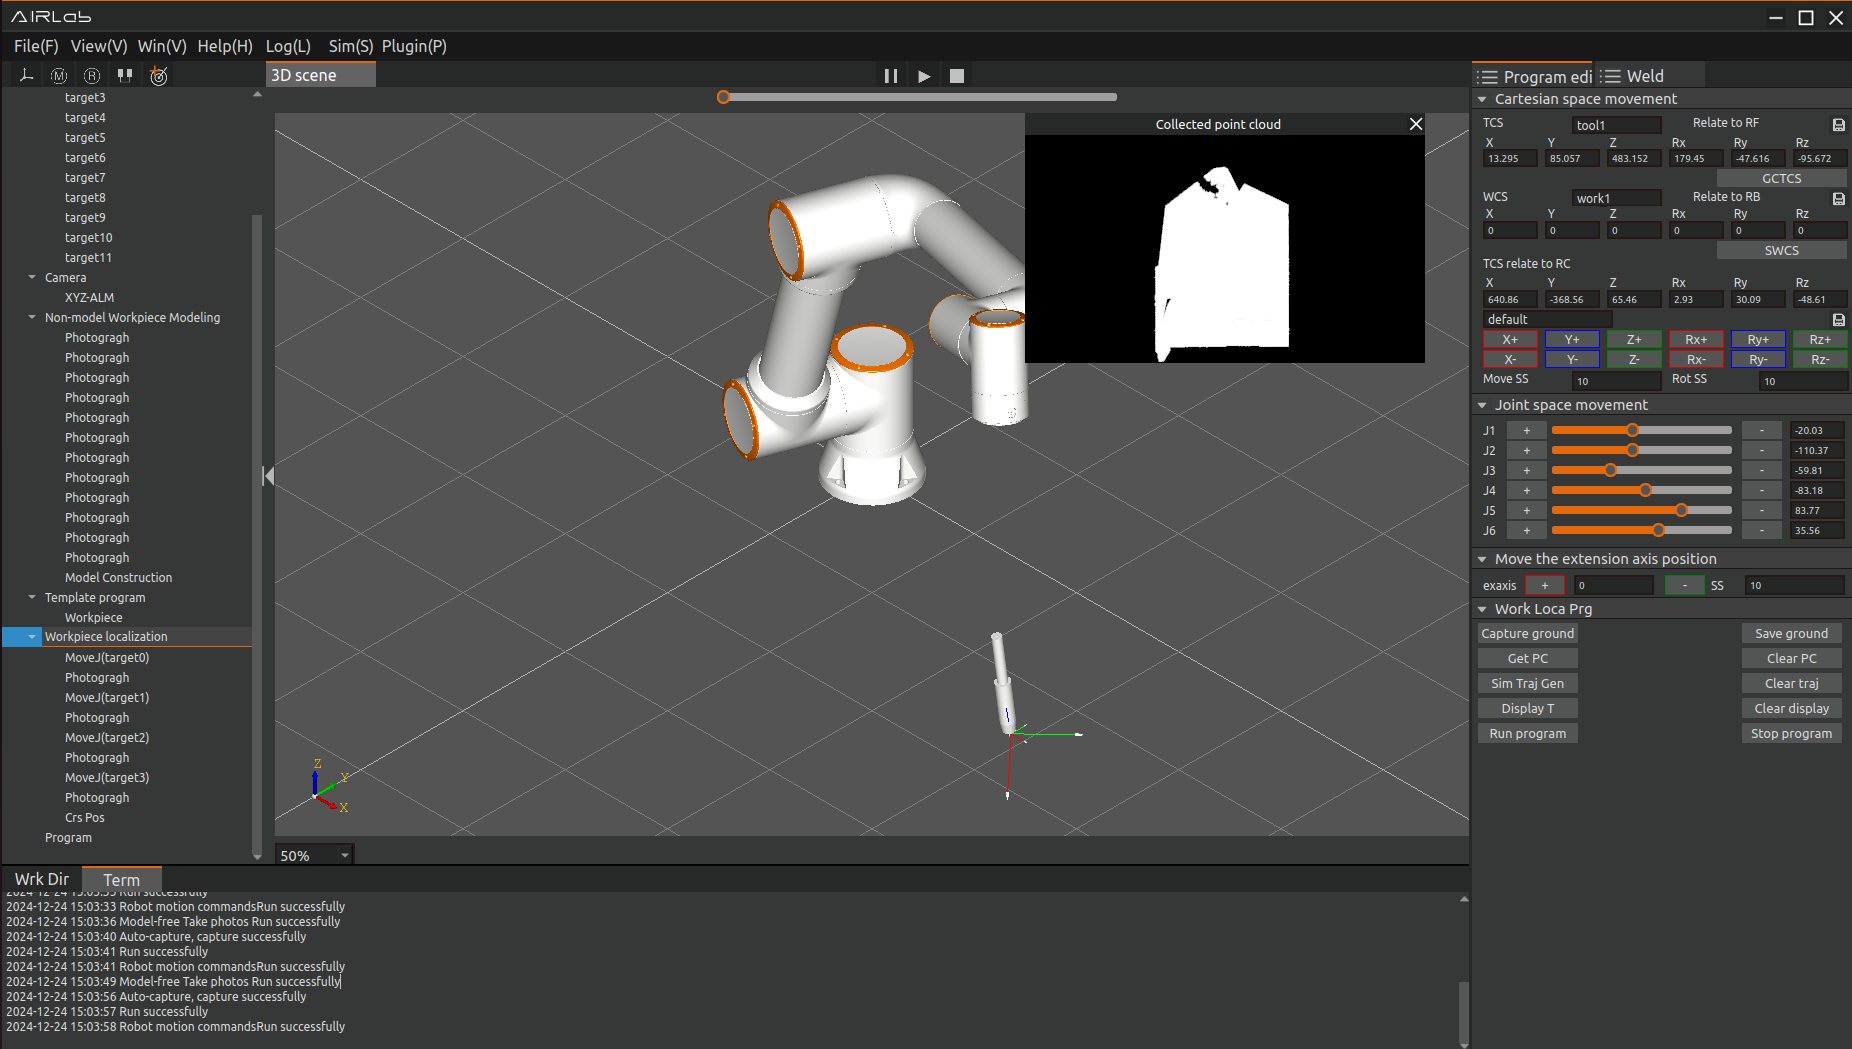 AIRLab
File(F) View(V) Win(V) Help(H) Log(L) Sim(S) Plugin(P)
M R
3D scene
target3
target4
target5
target6
target7
target8
target9
target10
target11
Camera
XYZ-ALM
Non-model Workpiece Modeling
Photogragh
Photogragh
Photogragh
Photogragh
Photogragh
Photogragh
Photogragh
Photogragh
Photogragh
Photogragh
Photogragh
Photogragh
Model Construction
Template program
Workpiece
Workpiece localization
MoveJ(target0)
Photogragh
MoveJ(target1)
Photogragh
MoveJ(target2)
Photogragh
MoveJ(target3)
Photogragh
Crs Pos
Program
Collected point cloud
Z
Y
X
50%
Program edi
Weld
Cartesian space movement
TCS tool1 Relate to RF
X Y Z Rx Ry Rz
13.295 85.057 483.152 179.45 -47.616 -95.672
GCTCS
WCS work1 Relate to RB
X Y Z Rx Ry Rz
0 0 0 0 0 0
SWCS
TCS relate to RC
X Y Z Rx Ry Rz
640.86 -368.56 65.46 2.93 30.09 -48.61
default
X+ Y+ Z+ Rx+ Ry+ Rz+
X- Y- Z- Rx- Ry- Rz-
Move SS 10 Rot SS 10
Joint space movement
J1 + - -20.03
J2 + - -110.37
J3 + - -59.81
J4 + - -83.18
J5 + - 83.77
J6 + - 35.56
Move the extension axis position
exaxis + 0 - SS 10
Work Loca Prg
Capture ground Save ground
Get PC Clear PC
Sim Traj Gen Clear traj
Display T Clear display
Run program Stop program
Wrk Dir Term
2024-12-24 15:03:33 Run successfully
2024-12-24 15:03:33 Robot motion commandsRun successfully
2024-12-24 15:03:36 Model-free Take photos Run successfully
2024-12-24 15:03:40 Auto-capture, capture successfully
2024-12-24 15:03:41 Run successfully
2024-12-24 15:03:41 Robot motion commandsRun successfully
2024-12-24 15:03:49 Model-free Take photos Run successfully
2024-12-24 15:03:56 Auto-capture, capture successfully
2024-12-24 15:03:57 Run successfully
2024-12-24 15:03:58 Robot motion commandsRun successfully